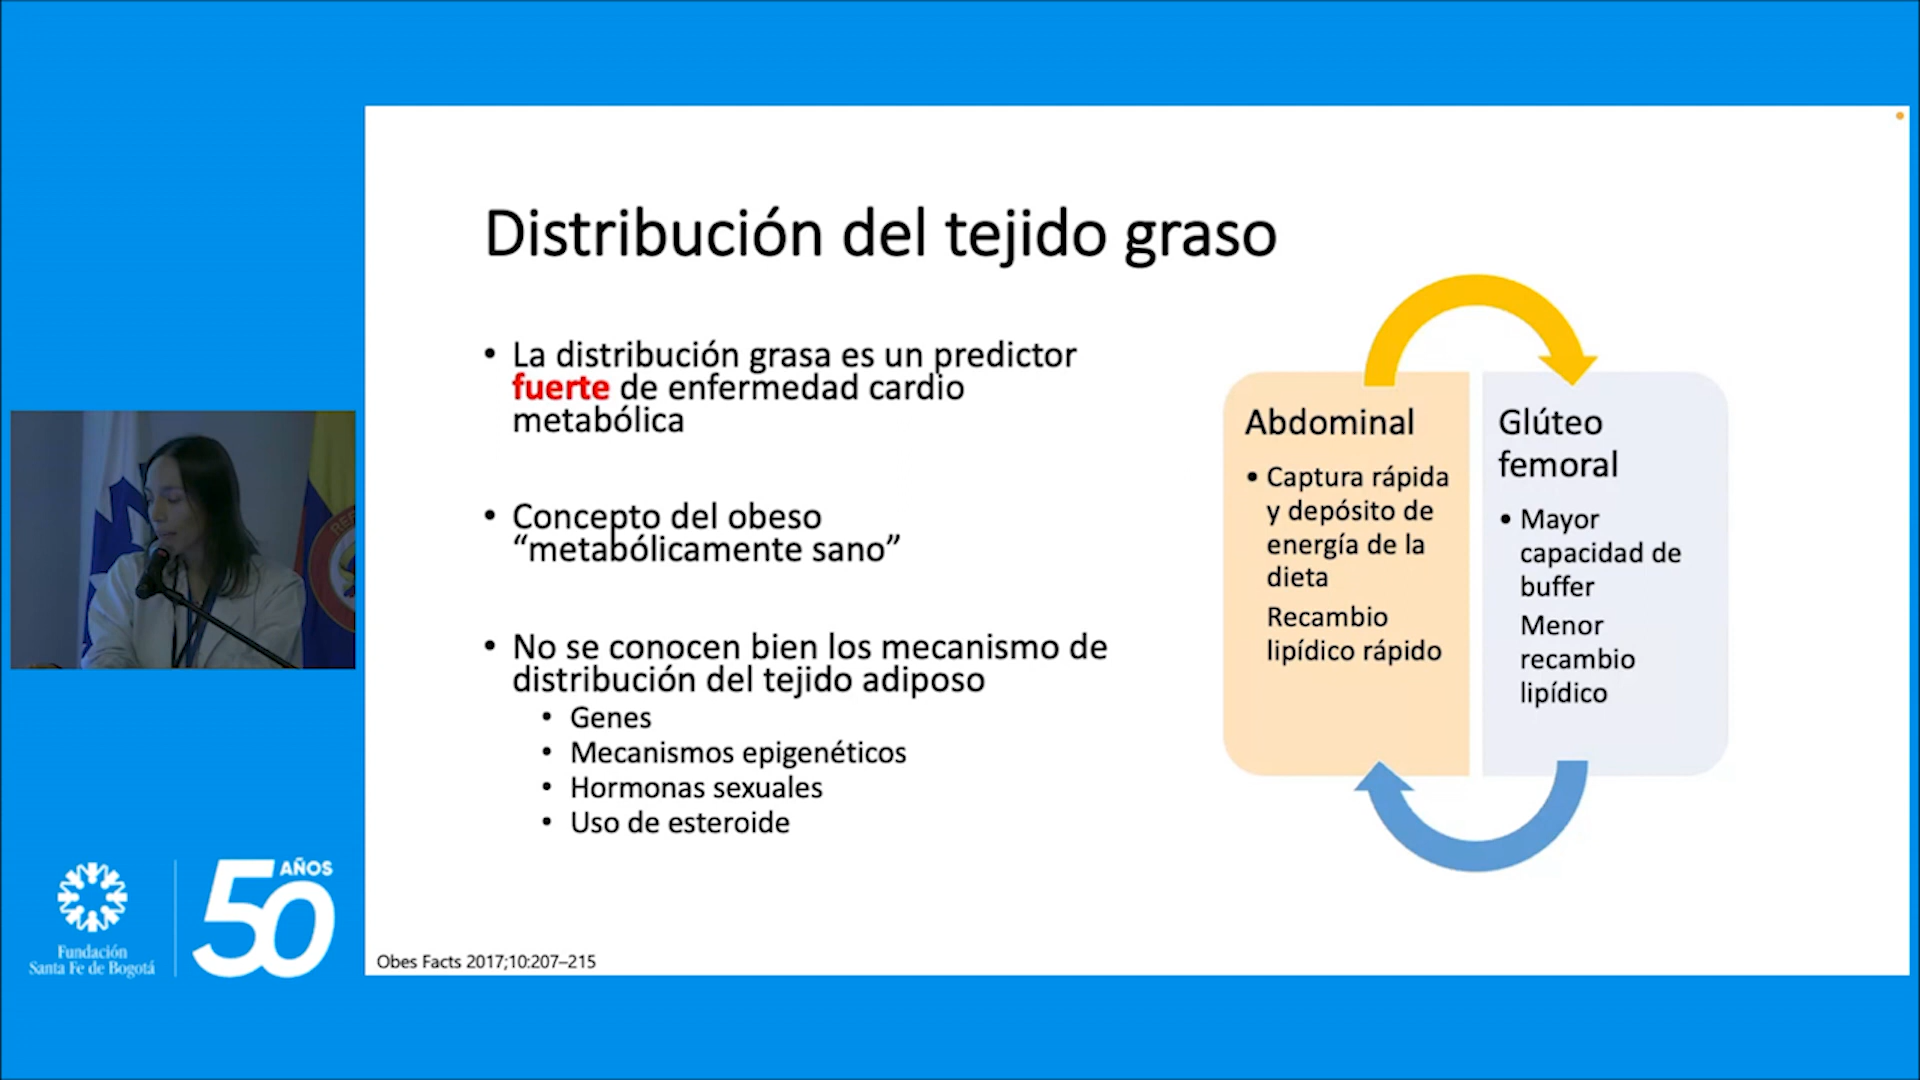 Distribución del tejido graso
• La distribución grasa es un predictor
fuerte de enfermedad cardio
metabólica
• Concepto del obeso
“metabólicamente sano”
• No se conocen bien los mecanismo de
distribución del tejido adiposo
• Genes
• Mecanismos epigenéticos
• Hormonas sexuales
• Uso de esteroide
Abdominal
• Captura rápida
y depósito de
energía de la
dieta
Recambio
lipídico rápido
Glúteo
femoral
• Mayor
capacidad de
buffer
Menor
recambio
lipídico
Obes Facts 2017;10:207–215
Fundación
Santa Fe de Bogotá
50 AÑOS